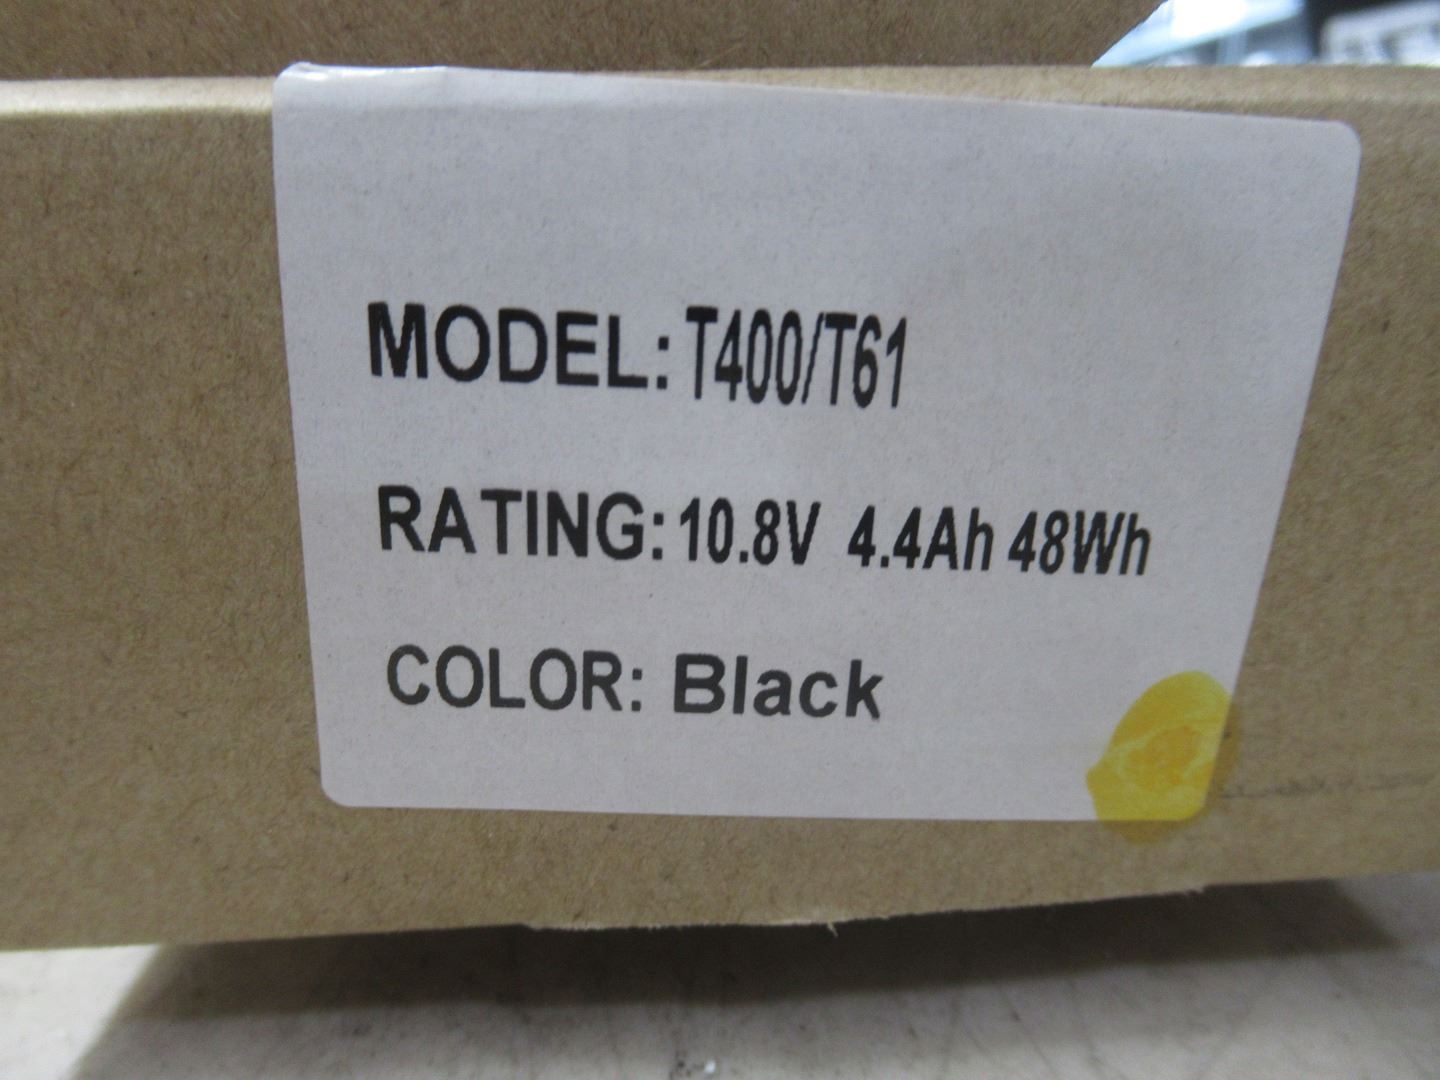 MODEL: T400/T61
RATING: 10.8V 4.4Ah 48Wh
COLOR: Black